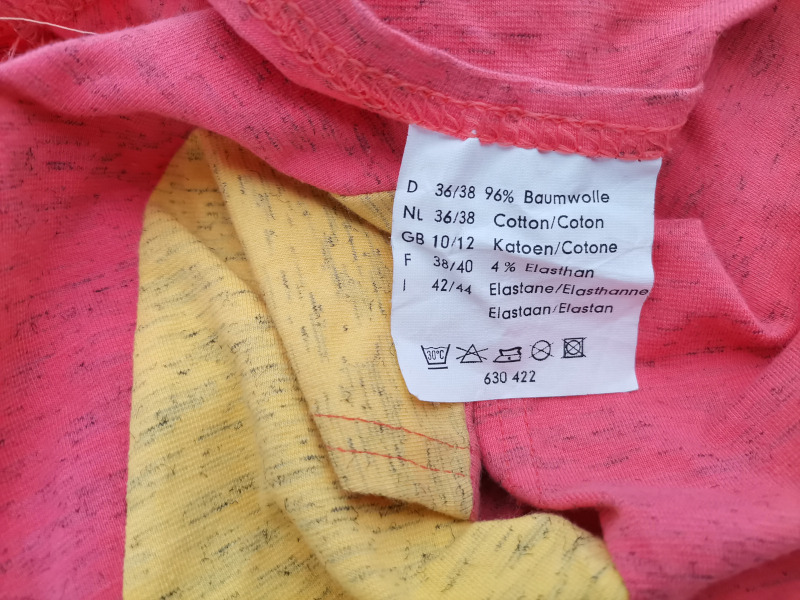 D 36/38 96% Baumwolle
NL 36/38 Cotton/Coton
GB 10/12 Katoen/Cotone
F 38/40 4 % Elasthan
I 42/44 Elastane/Elasthanne
Elastaan/Elastan
30°C
630 422